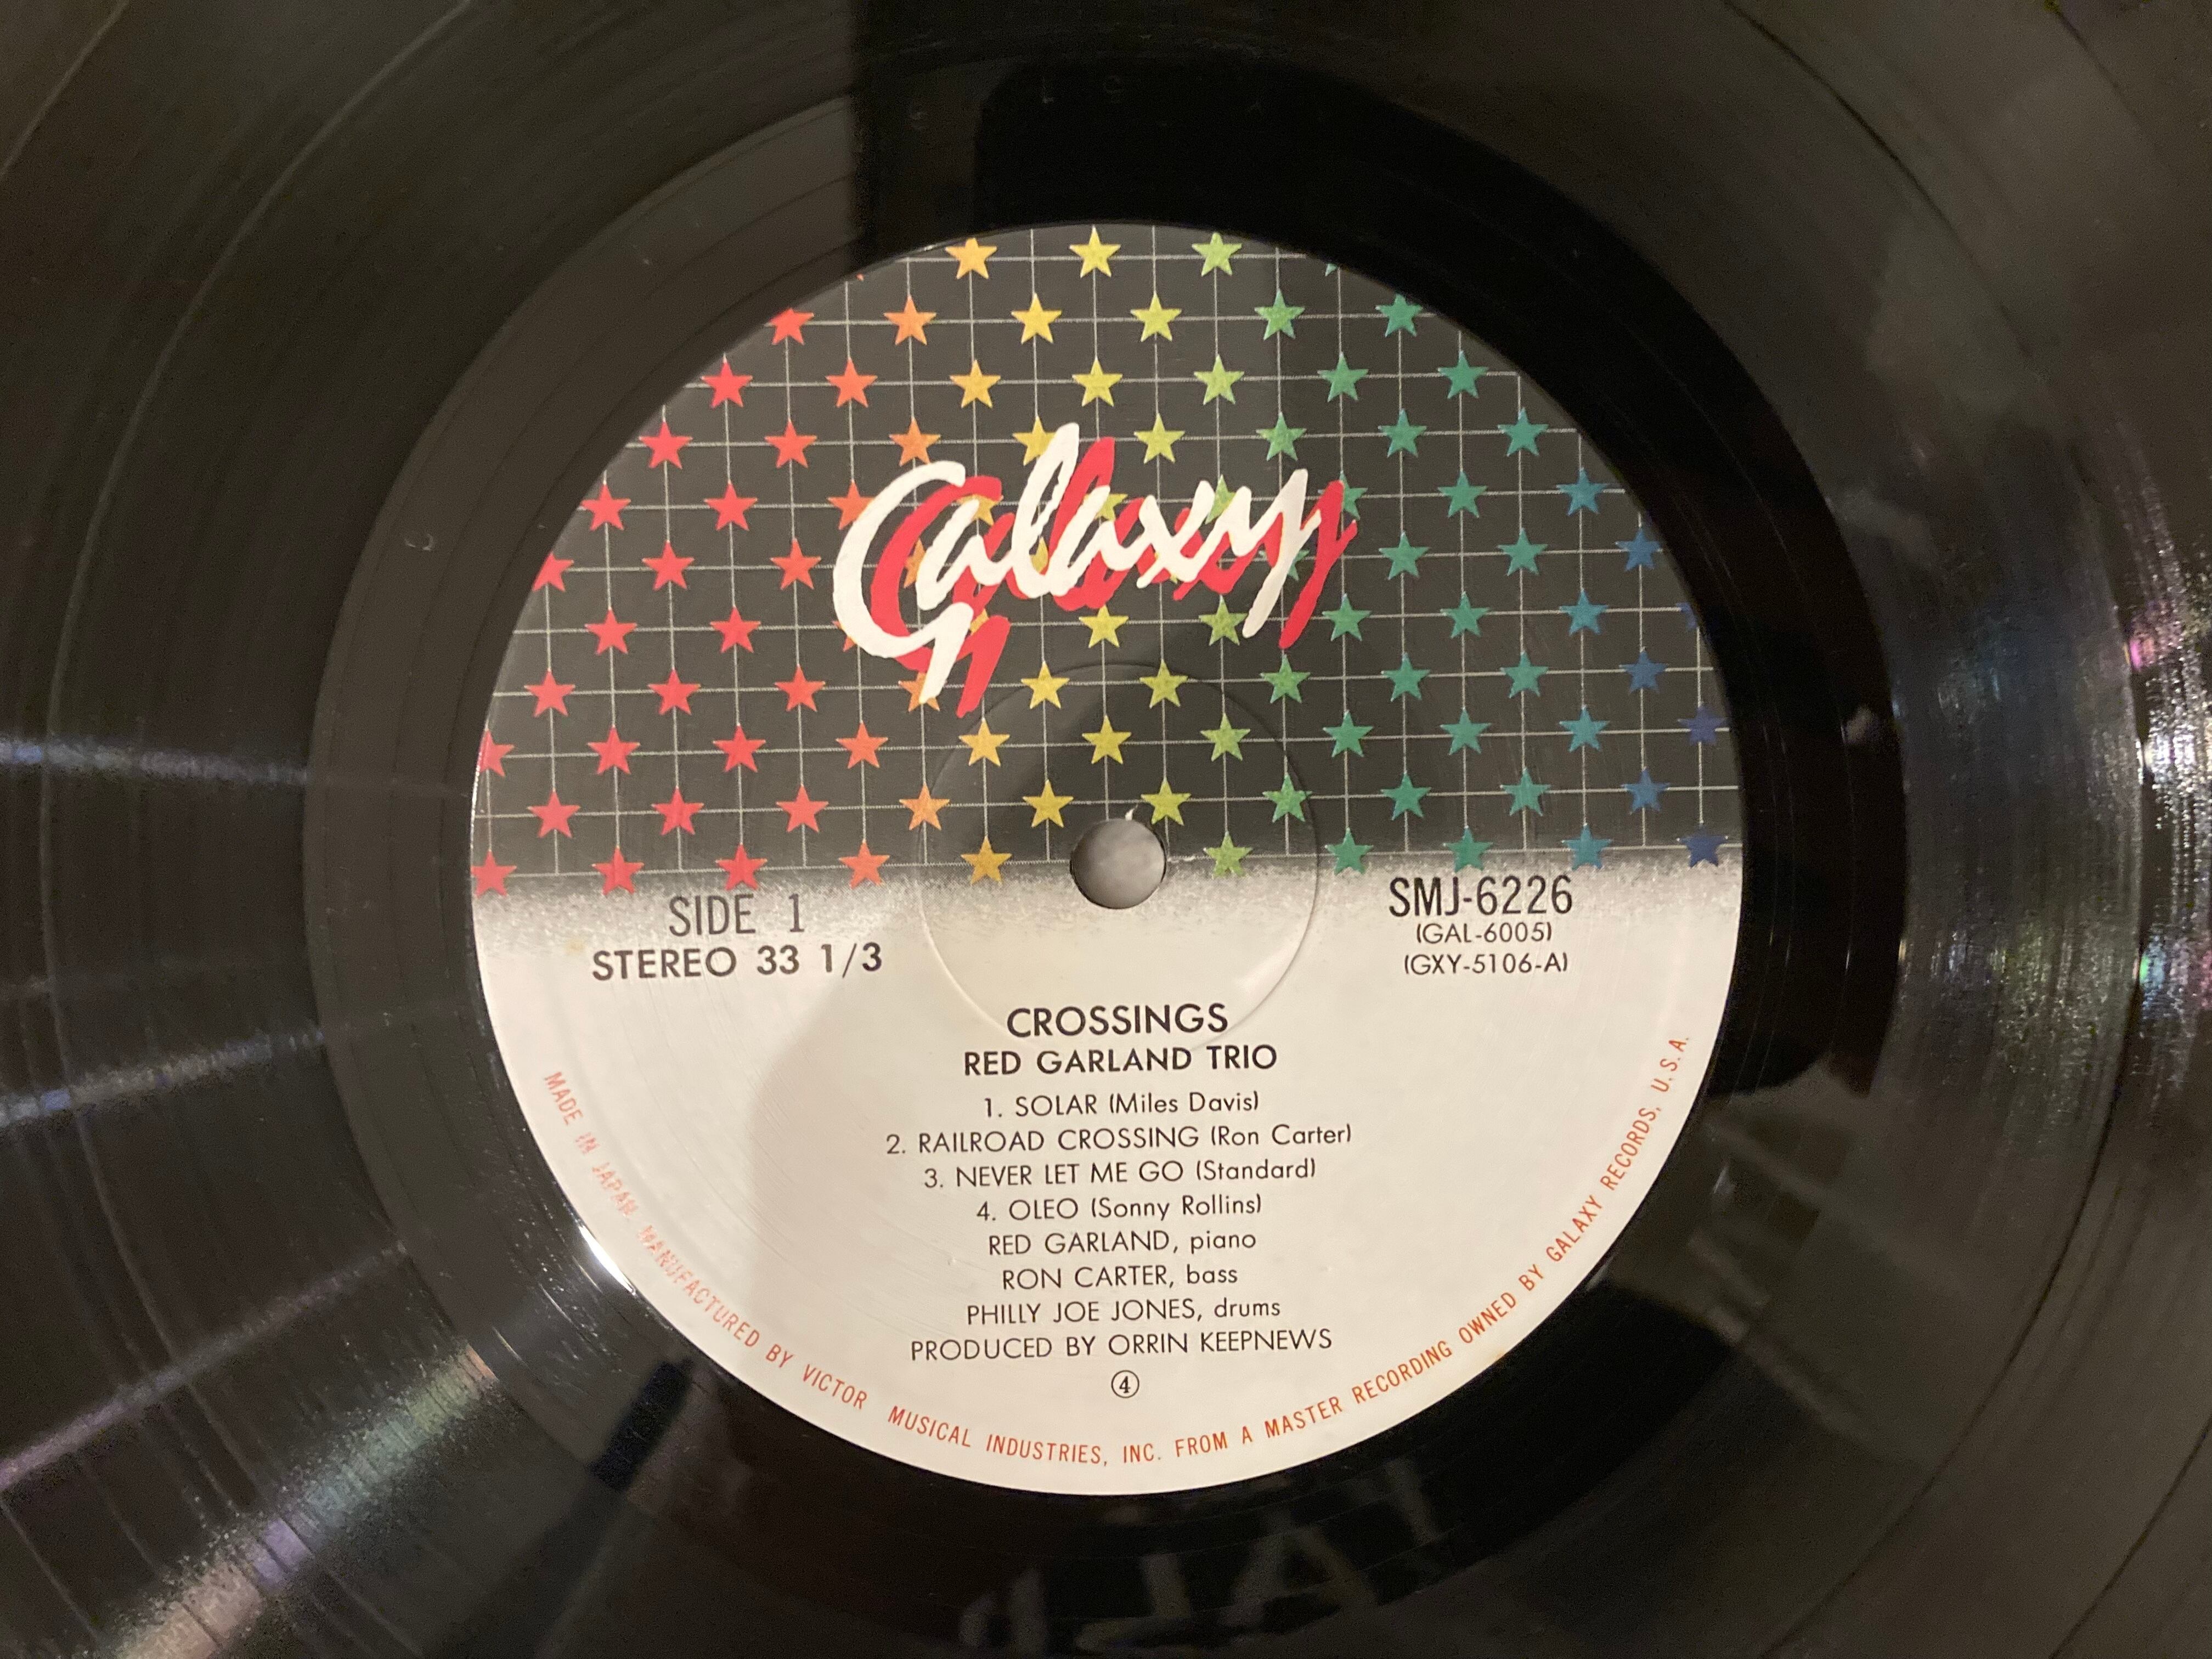 Galaxy
SIDE 1
STEREO 33 1/3
SMJ-6226
(GAL-6005)
(GXY-5106-A)
CROSSINGS
RED GARLAND TRIO
1. SOLAR (Miles Davis)
2. RAILROAD CROSSING (Ron Carter)
3. NEVER LET ME GO (Standard)
4. OLEO (Sonny Rollins)
RED GARLAND, piano
RON CARTER, bass
PHILLY JOE JONES, drums
PRODUCED BY ORRIN KEEPNEWS
④
MADE IN JAPAN. MANUFACTURED BY VICTOR MUSICAL INDUSTRIES, INC. FROM A MASTER RECORDING OWNED BY GALAXY RECORDS, U.S.A.